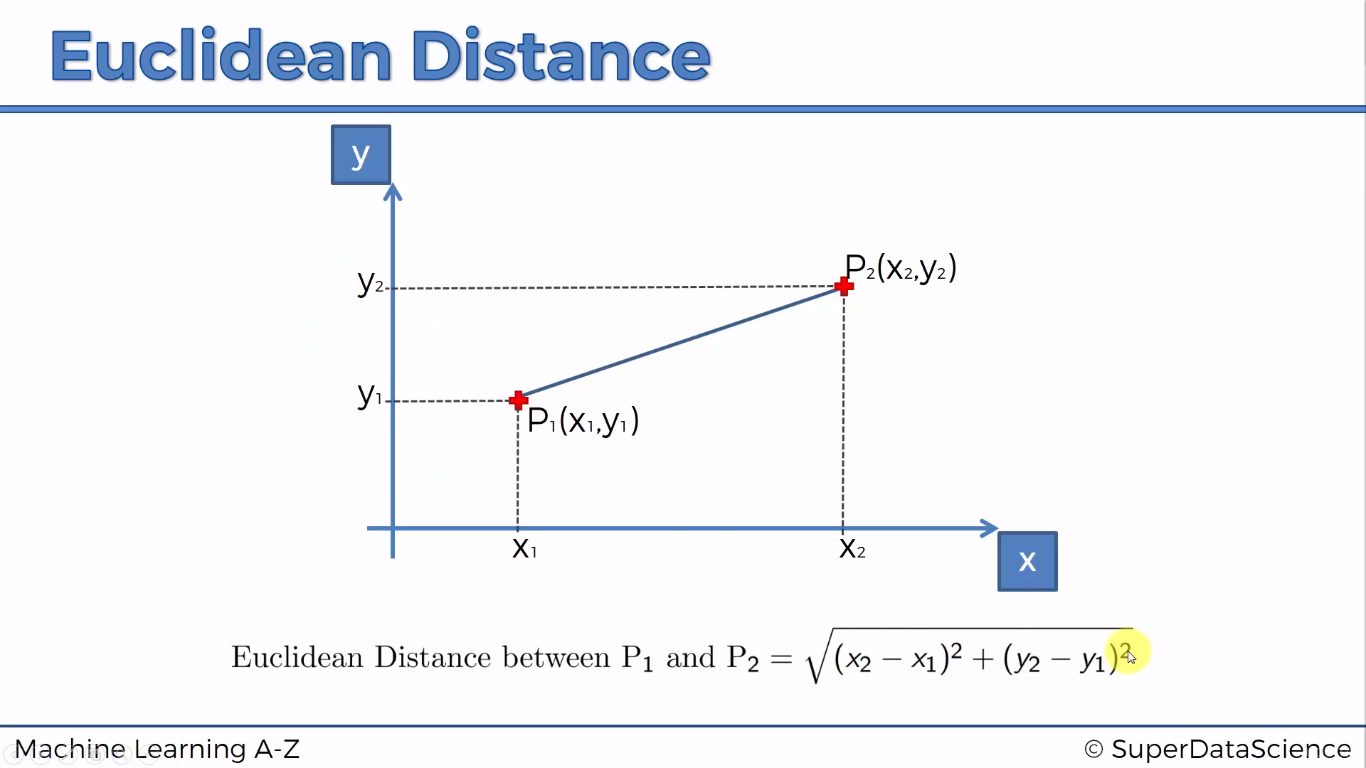 Euclidean Distance
y
P₂(x₂,y₂)
y₂
y₁
P₁(x₁,y₁)
x₁
x₂
x
Euclidean Distance between P₁ and P₂ = √(x₂ − x₁)² + (y₂ − y₁)²
Machine Learning A-Z
© SuperDataScience